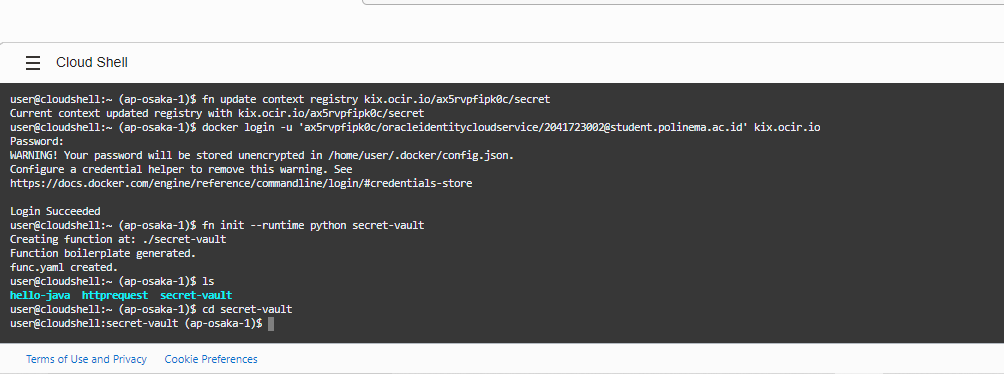 Cloud Shell
user@cloudshell:~ (ap-osaka-1)$ fn update context registry kix.ocir.io/ax5rvpfipk0c/secret
Current context updated registry with kix.ocir.io/ax5rvpfipk0c/secret
user@cloudshell:~ (ap-osaka-1)$ docker login -u 'ax5rvpfipk0c/oracleidentitycloudservice/2041723002@student.polinema.ac.id' kix.ocir.io
Password:
WARNING! Your password will be stored unencrypted in /home/user/.docker/config.json.
Configure a credential helper to remove this warning. See
https://docs.docker.com/engine/reference/commandline/login/#credentials-store
Login Succeeded
user@cloudshell:~ (ap-osaka-1)$ fn init --runtime python secret-vault
Creating function at: ./secret-vault
Function boilerplate generated.
func.yaml created.
user@cloudshell:~ (ap-osaka-1)$ ls
hello-java httprequest secret-vault
user@cloudshell:~ (ap-osaka-1)$ cd secret-vault
user@cloudshell:secret-vault (ap-osaka-1)$
Terms of Use and Privacy Cookie Preferences